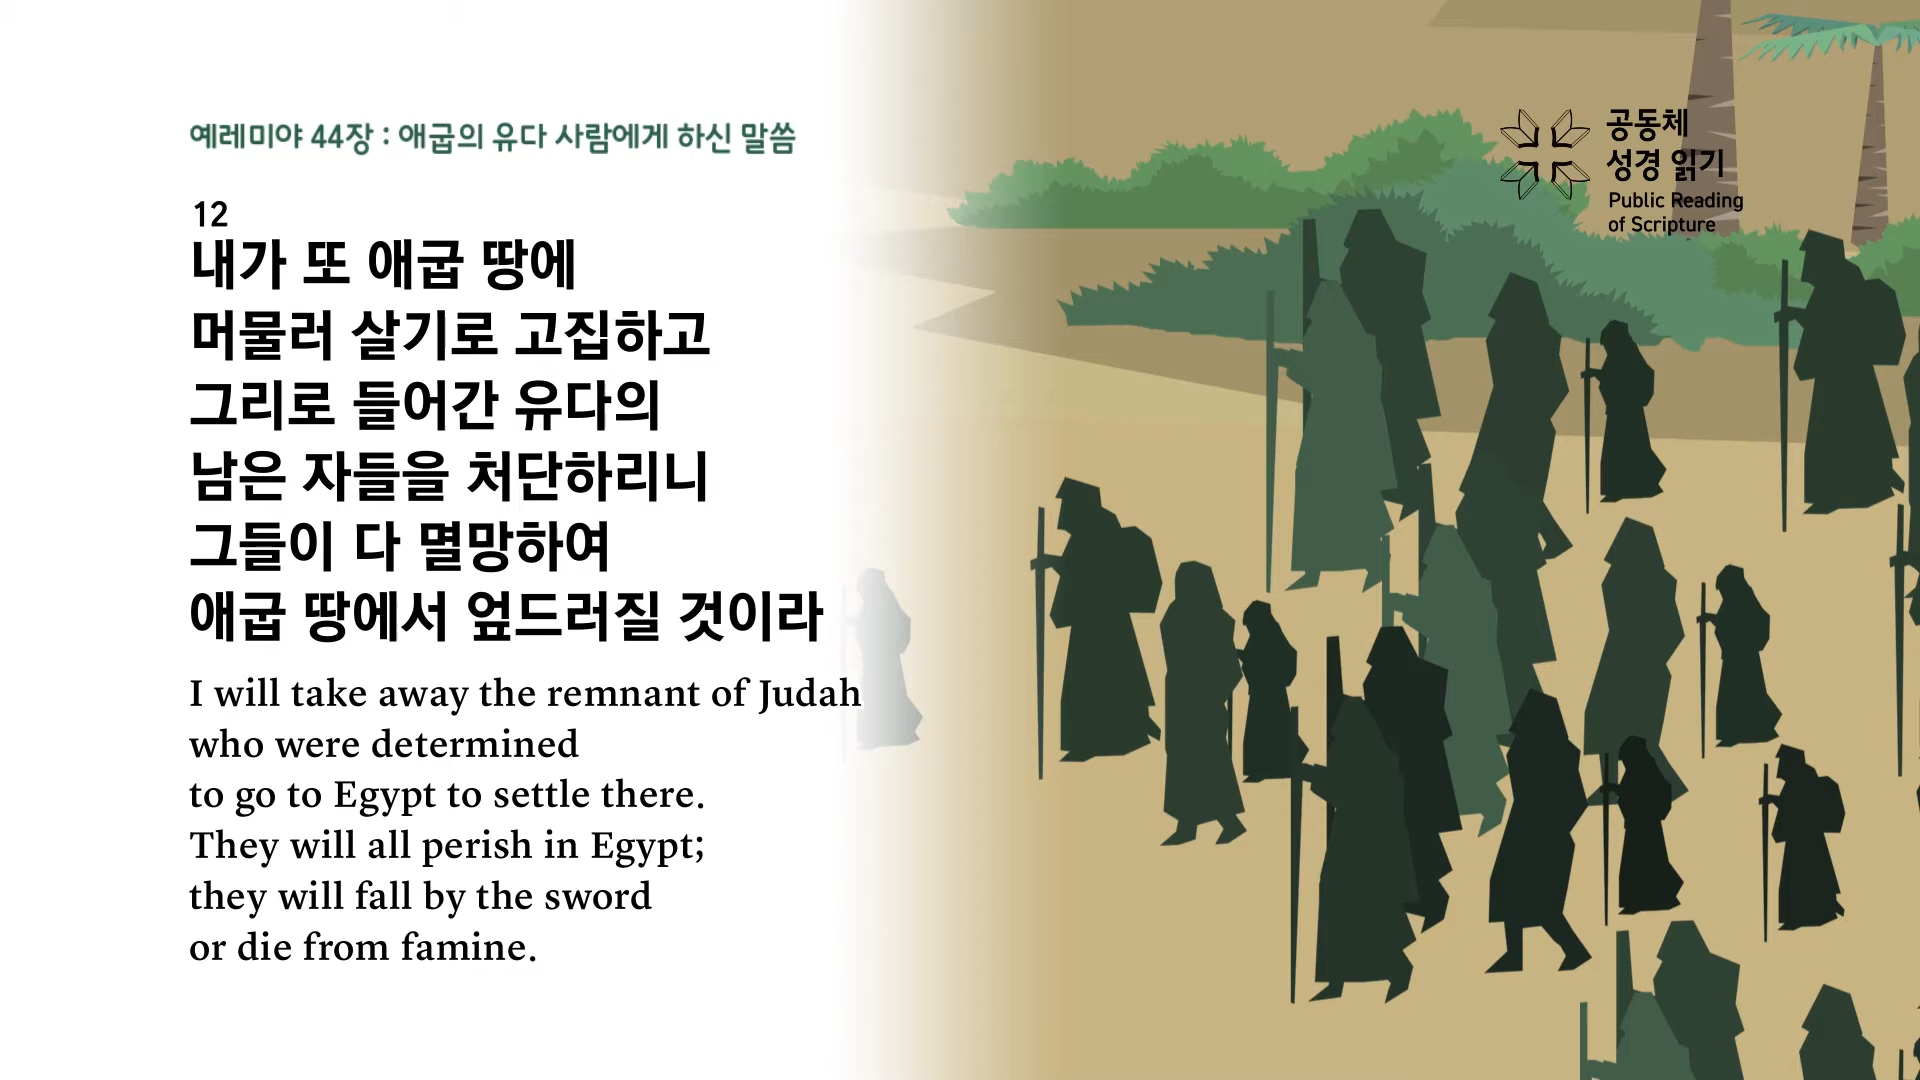 예레미야 44장 : 애굽의 유다 사람에게 하신 말씀
12
내가 또 애굽 땅에
머물러 살기로 고집하고
그리로 들어간 유다의
남은 자들을 처단하리니
그들이 다 멸망하여
애굽 땅에서 엎드러질 것이라
I will take away the remnant of Judah
who were determined
to go to Egypt to settle there.
They will all perish in Egypt;
they will fall by the sword
or die from famine.
공동체
성경 읽기
Public Reading
of Scripture